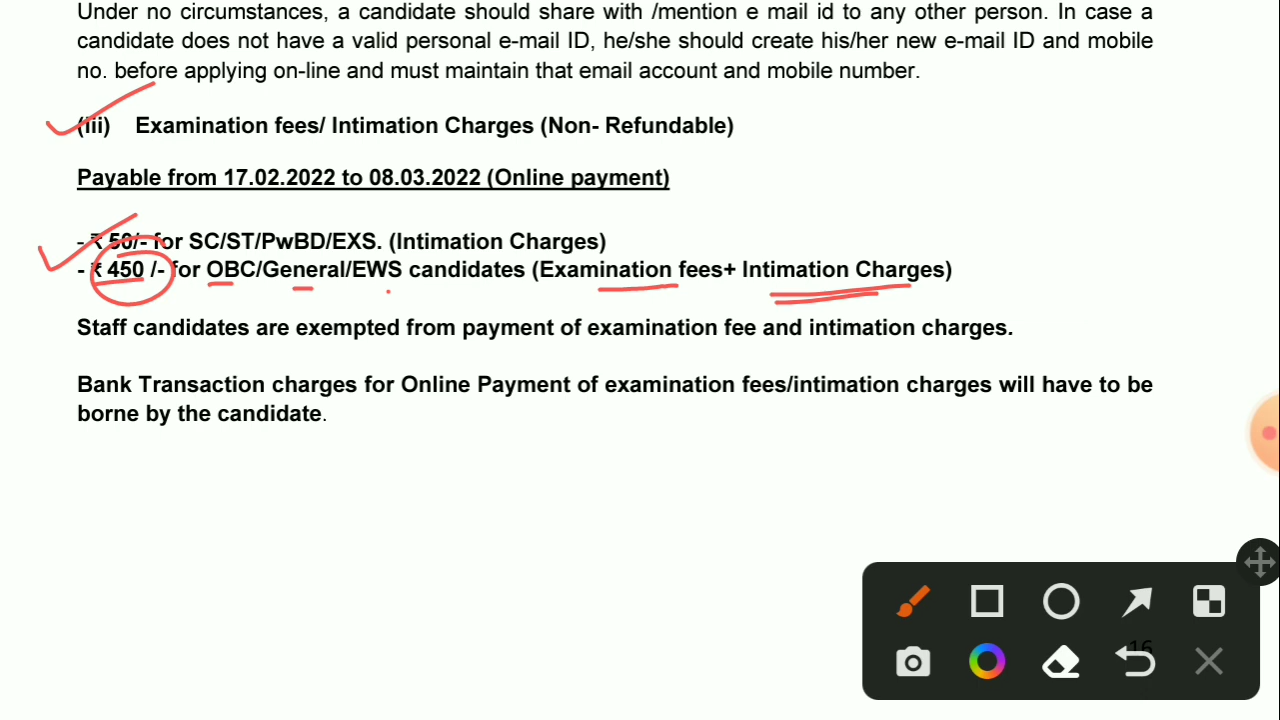 Under no circumstances, a candidate should share with /mention e mail id to any other person. In case a
candidate does not have a valid personal e-mail ID, he/she should create his/her new e-mail ID and mobile
no. before applying on-line and must maintain that email account and mobile number.
(iii) Examination fees/ Intimation Charges (Non- Refundable)
Payable from 17.02.2022 to 08.03.2022 (Online payment)
- ₹ 50/- for SC/ST/PwBD/EXS. (Intimation Charges)
- ₹ 450 /- for OBC/General/EWS candidates (Examination fees+ Intimation Charges)
Staff candidates are exempted from payment of examination fee and intimation charges.
Bank Transaction charges for Online Payment of examination fees/intimation charges will have to be
borne by the candidate.
16